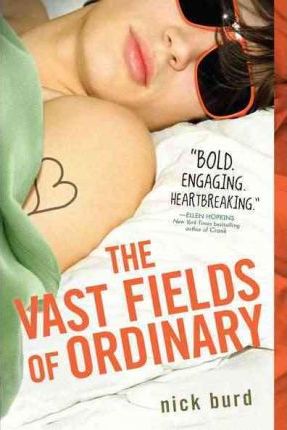 "BOLD.
ENGAGING.
HEARTBREAKING."
—ELLEN HOPKINS,
New York Times bestselling
author of Crank
THE
VAST FIELDS
OF ORDINARY
nick burd